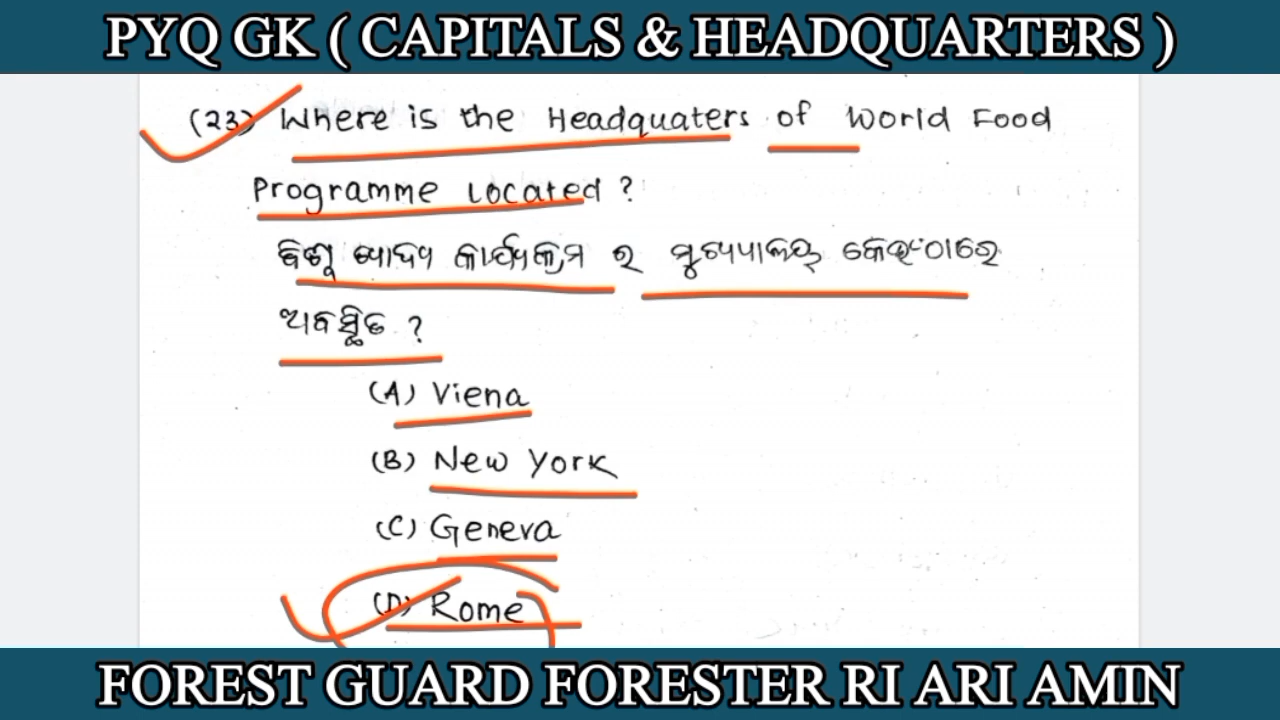 PYQ GK ( CAPITALS & HEADQUARTERS )
(23) Where is the Headquaters of World Food
Programme Located ?
ବିଶ୍ୱ ଖାଦ୍ୟ କାର୍ଯ୍ୟକ୍ରମ ର ମୁଖ୍ୟାଳୟ କେଉଁଠାରେ
ଅବସ୍ଥିତ ?
(A) Viena
(B) New York
(C) Geneva
(D) Rome
FOREST GUARD FORESTER RI ARI AMIN